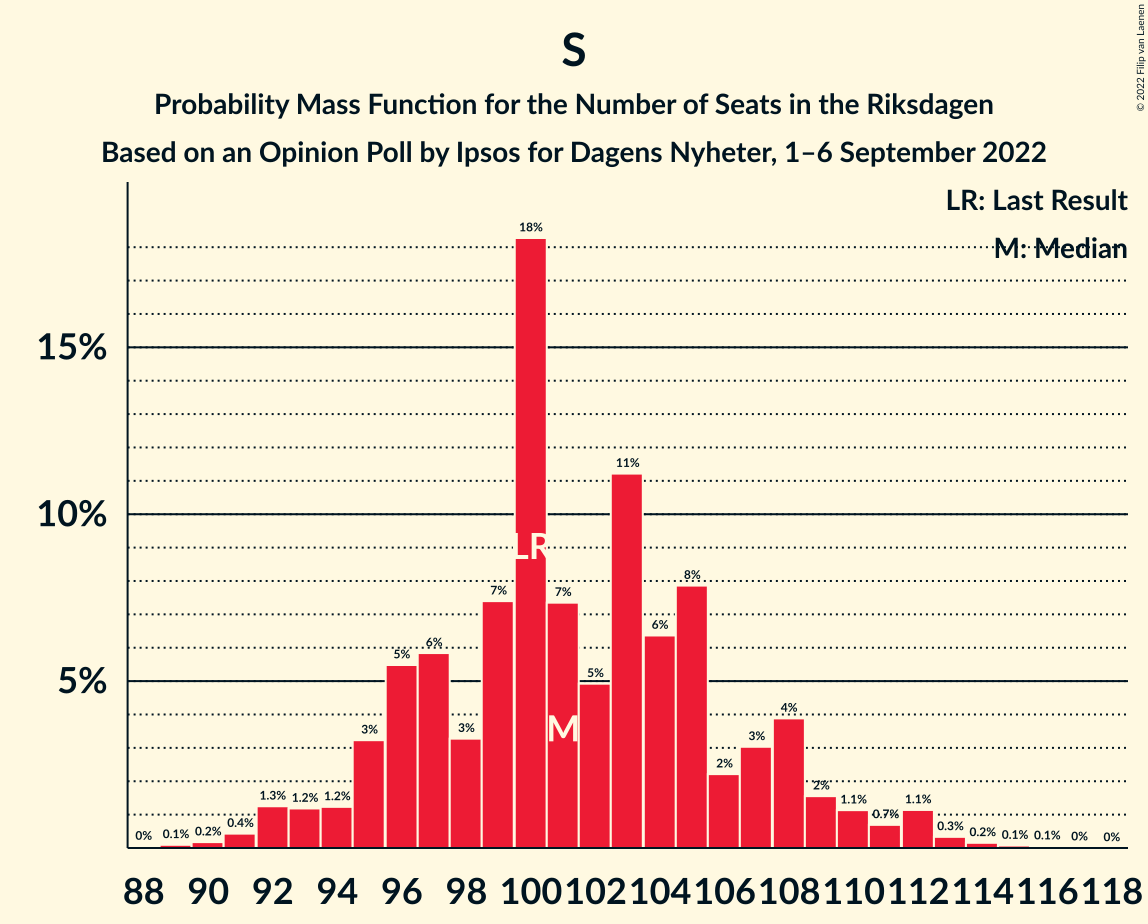 S
Probability Mass Function for the Number of Seats in the Riksdagen
Based on an Opinion Poll by Ipsos for Dagens Nyheter, 1–6 September 2022
© 2022 Filip van Laenen
LR: Last Result
M: Median
15%
10%
5%
0% 0.1% 0.2% 0.4% 1.3% 1.2% 1.2% 3% 5% 6% 3% 7% 18% 7% 5% 11% 6% 8% 2% 3% 4% 2% 1.1% 0.7% 1.1% 0.3% 0.2% 0.1% 0.1% 0% 0%
LR
M
88 90 92 94 96 98 100 102 104 106 108 110 112 114 116 118